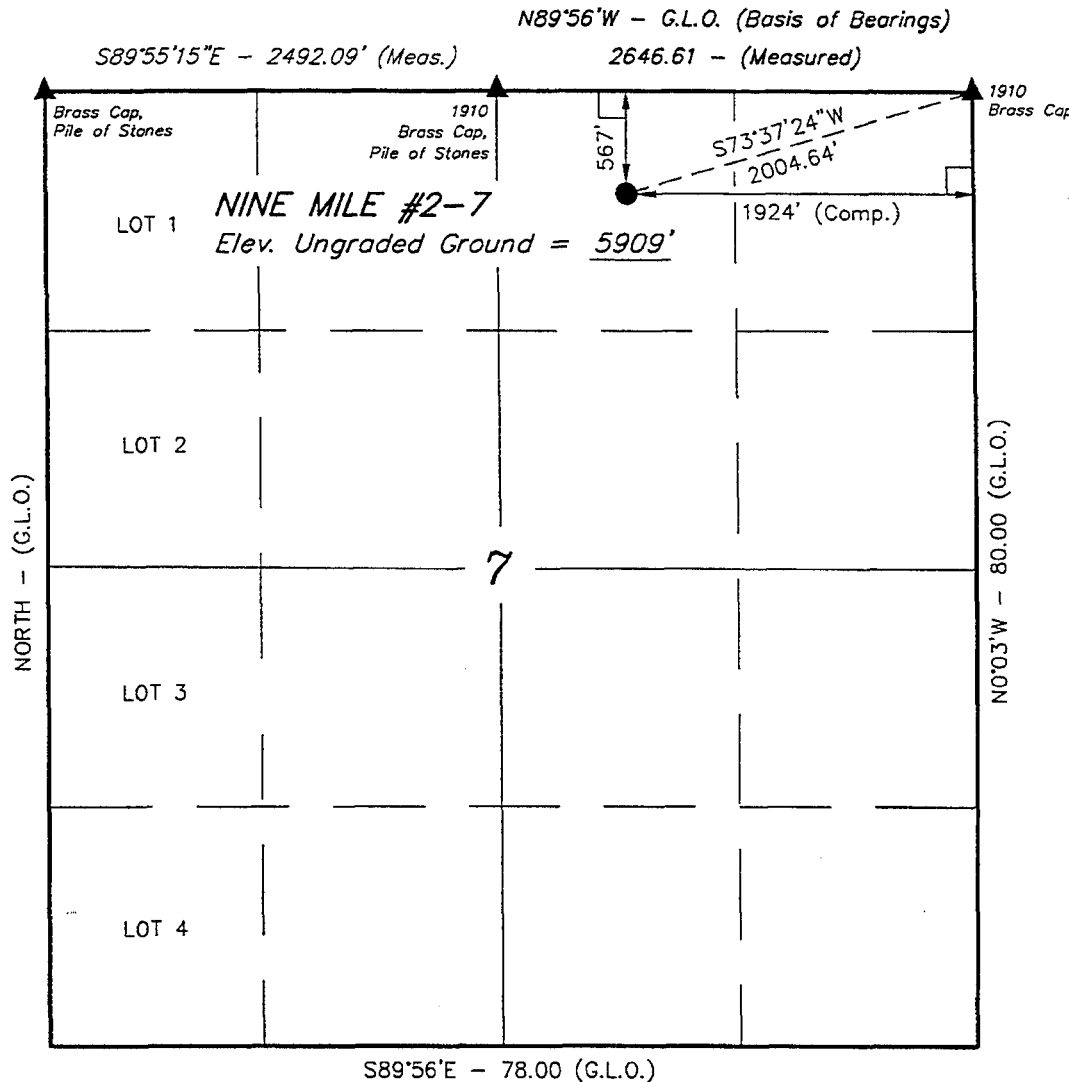 N89°56'W - G.L.O. (Basis of Bearings)
S89°55'15"E - 2492.09' (Meas.)
2646.61 - (Measured)
Brass Cap,
Pile of Stones
1910
Brass Cap,
Pile of Stones
1910
Brass Cap
567'
S73°37'24"W
2004.64'
1924' (Comp.)
NINE MILE #2-7
Elev. Ungraded Ground = 5909'
LOT 1
LOT 2
NORTH - (G.L.O.)
7
N0°03'W - 80.00 (G.L.O.)
LOT 3
LOT 4
S89°56'E - 78.00 (G.L.O.)